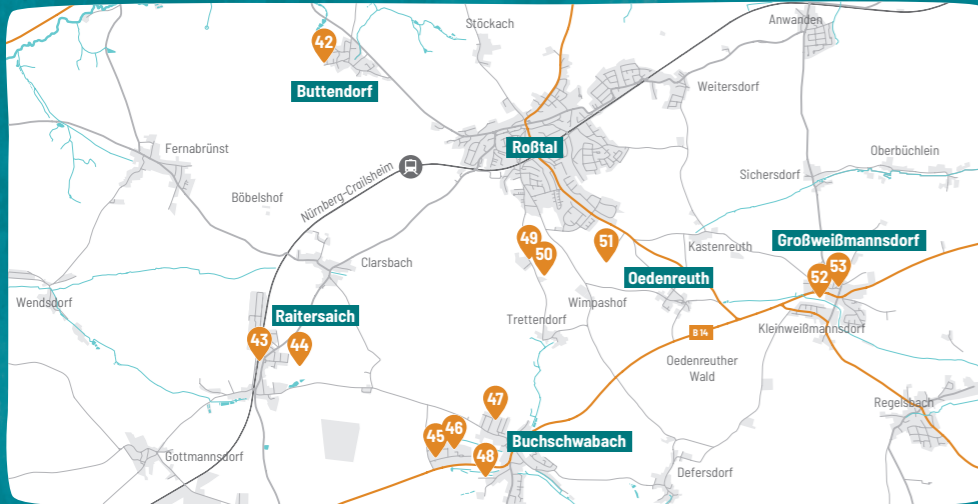 Stöckach
Anwanden
42
Buttendorf
Weitersdorf
Roßtal
Fernabrünst
Oberbüchlein
Nürnberg-Crailsheim
Sichersdorf
Böbelshof
49
50
51
Kastenreuth
Großweißmannsdorf
Clarsbach
Oedenreuth
52
53
Wendsdorf
Raitersaich
Wimpashof
Trettendorf
Kleinweißmannsdorf
B 14
43
44
Oedenreuther
Wald
47
Regelsbach
45
46
Buchschwabach
48
Gottmannsdorf
Defersdorf